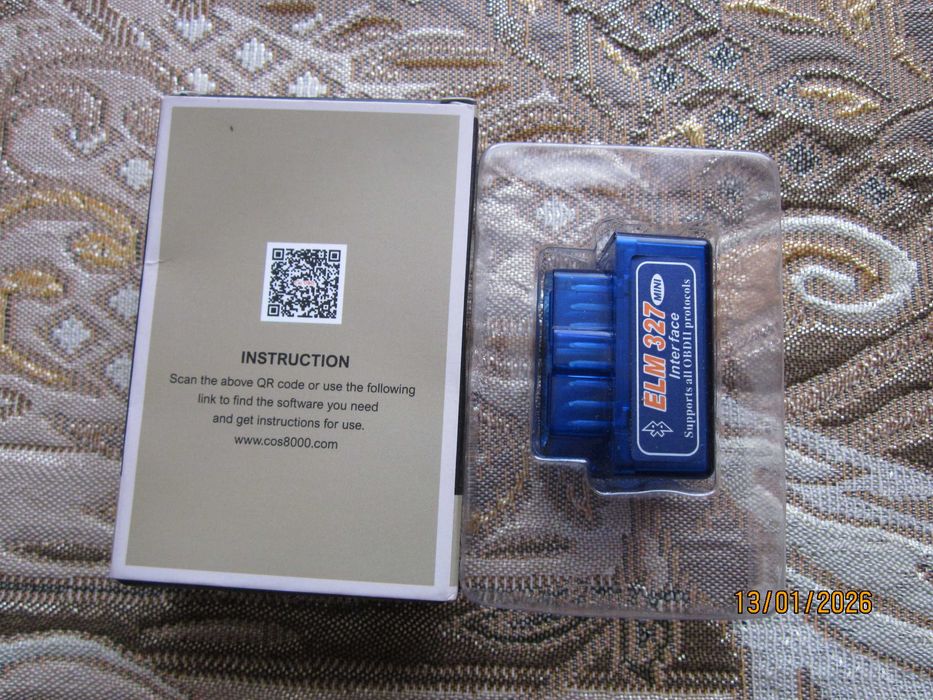 INSTRUCTION
Scan the above QR code or use the following
link to find the software you need
and get instructions for use.
www.cos8000.com
ELM 327 MINI
Interface
Supports all OBDII protocols
13/01/2026